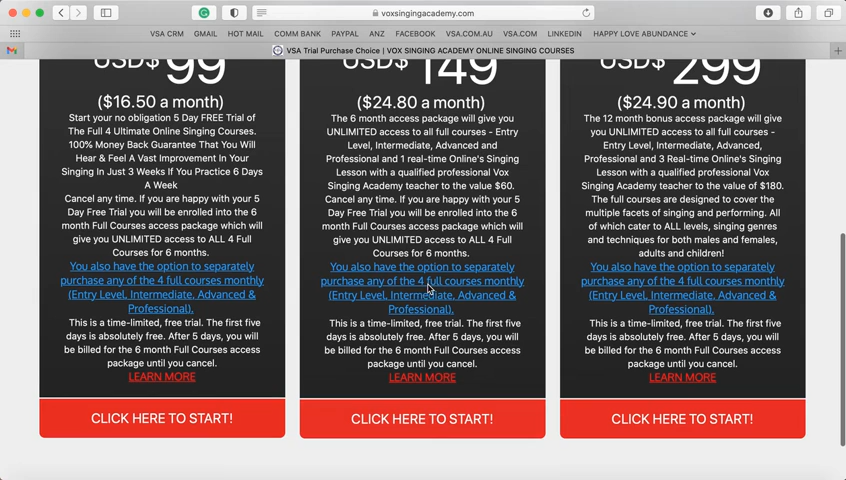 voxsingingacademy.com
VSA CRM GMAIL HOT MAIL COMM BANK PAYPAL ANZ FACEBOOK VSA.COM.AU VSA.COM LINKEDIN HAPPY LOVE ABUNDANCE
VSA Trial Purchase Choice | VOX SINGING ACADEMY ONLINE SINGING COURSES
USD$ 99
($16.50 a month)
Start your no obligation 5 Day FREE Trial of
The Full 4 Ultimate Online Singing Courses.
100% Money Back Guarantee That You Will
Hear & Feel A Vast Improvement In Your
Singing In Just 3 Weeks If You Practice 6 Days
A Week
Cancel any time. If you are happy with your 5
Day Free Trial you will be enrolled into the 6
month Full Courses access package which will
give you UNLIMITED access to ALL 4 Full
Courses for 6 months.
You also have the option to separately
purchase any of the 4 full courses monthly
(Entry Level, Intermediate, Advanced &
Professional).
This is a time-limited, free trial. The first five
days is absolutely free. After 5 days, you will
be billed for the 6 month Full Courses access
package until you cancel.
LEARN MORE
CLICK HERE TO START!
USD$ 149
($24.80 a month)
The 6 month access package will give you
UNLIMITED access to all full courses - Entry
Level, Intermediate, Advanced and
Professional and 1 real-time Online's Singing
Lesson with a qualified professional Vox
Singing Academy teacher to the value $60.
Cancel any time. If you are happy with your 5
Day Free Trial you will be enrolled into the 6
month Full Courses access package which will
give you UNLIMITED access to ALL 4 Full
Courses for 6 months.
You also have the option to separately
purchase any of the 4 full courses monthly
(Entry Level, Intermediate, Advanced &
Professional).
This is a time-limited, free trial. The first five
days is absolutely free. After 5 days, you will
be billed for the 6 month Full Courses access
package until you cancel.
LEARN MORE
CLICK HERE TO START!
USD$ 299
($24.90 a month)
The 12 month bonus access package will give
you UNLIMITED access to all full courses -
Entry Level, Intermediate, Advanced,
Professional and 3 Real-time Online's Singing
Lesson with a qualified professional Vox
Singing Academy teacher to the value of $180.
The full courses are designed to cover the
multiple facets of singing and performing. All
of which cater to ALL levels, singing genres
and techniques for both males and females,
adults and children!
You also have the option to separately
purchase any of the 4 full courses monthly
(Entry Level, Intermediate, Advanced &
Professional).
This is a time-limited, free trial. The first five
days is absolutely free. After 5 days, you will
be billed for the 6 month Full Courses access
package until you cancel.
LEARN MORE
CLICK HERE TO START!